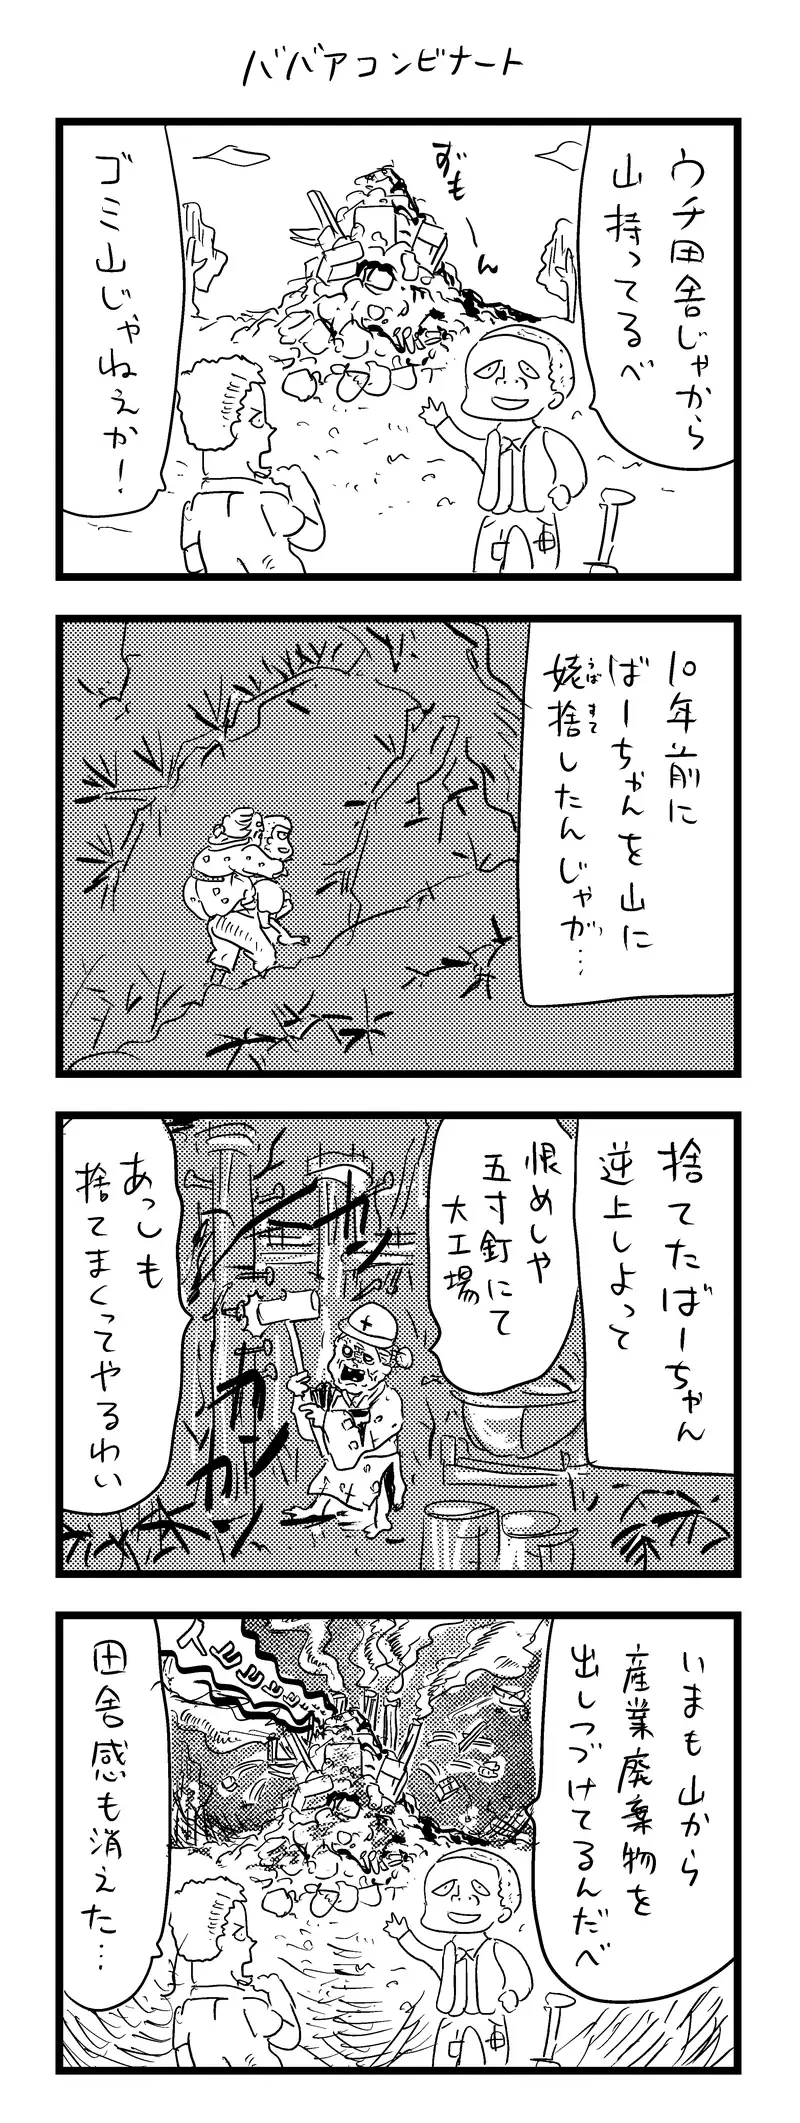 ババアコンビナート
ウチ田舎じゃから
山持ってるべ
ずもーん
ゴミ山じゃねえか!
10年前に
ばーちゃんを山に
姥捨したんじゃが…
うばすて
捨てたばーちゃん
逆上しよって
恨めしや
五寸釘にて
大工場
カーン
カン
カン
あっしも
捨てまくってやるわい
いまも山から
産業廃棄物を
出しつづけてるんだべ
田舎感も消えた…